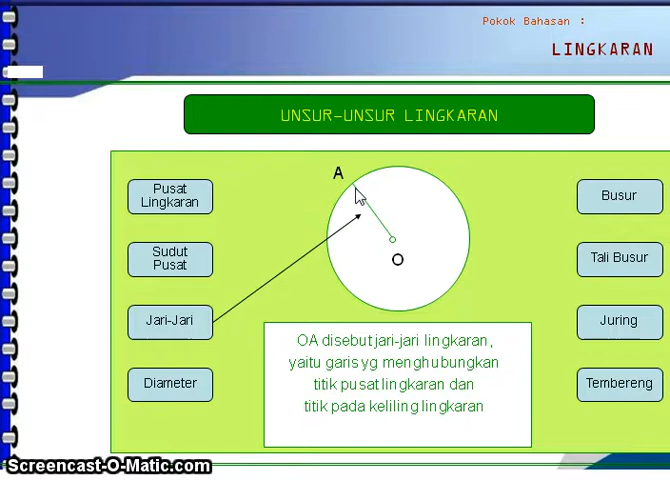 Pokok Bahasan :
LINGKARAN
UNSUR-UNSUR LINGKARAN
Pusat
Lingkaran
Sudut
Pusat
Jari-Jari
Diameter
A
O
OA disebut jari-jari lingkaran,
yaitu garis yg menghubungkan
titik pusat lingkaran dan
titik pada keliling lingkaran
Busur
Tali Busur
Juring
Tembereng
Screencast-O-Matic.com